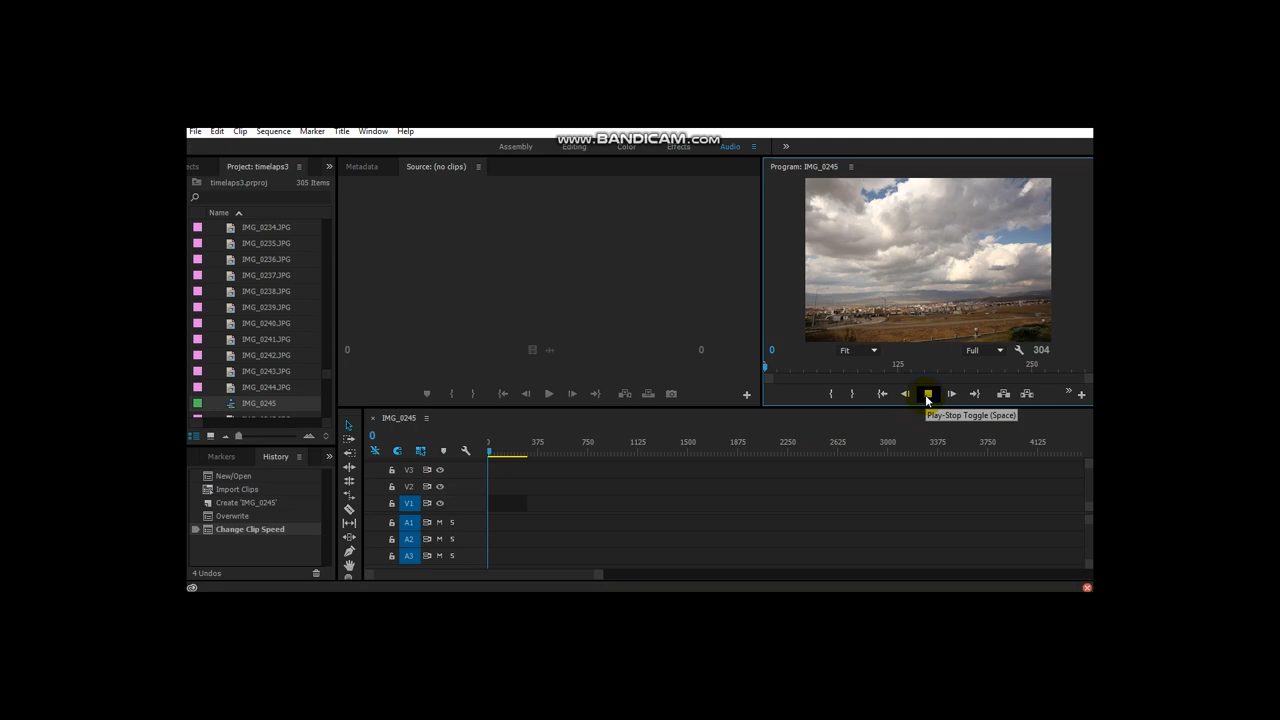 File Edit Clip Sequence Marker Title Window Help
www.BANDICAM.com
Assembly Editing Color Effects Audio
ects Project: timelaps3
Metadata Source: (no clips)
Program: IMG_0245
timelaps3.prproj 305 Items
Name
IMG_0234.JPG
IMG_0235.JPG
IMG_0236.JPG
IMG_0237.JPG
IMG_0238.JPG
IMG_0239.JPG
IMG_0240.JPG
IMG_0241.JPG
IMG_0242.JPG
IMG_0243.JPG
IMG_0244.JPG
IMG_0245
0 0
0 Fit Full 304
125 250
Play-Stop Toggle (Space)
IMG_0245
0
3 375 750 1125 1500 1875 2250 2625 3000 3375 3750 4125
V3
V2
V1
A1 M S
A2 M S
A3 M S
Markers History
New/Open
Import Clips
Create 'IMG_0245'
Overwrite
Change Clip Speed
4 Undos